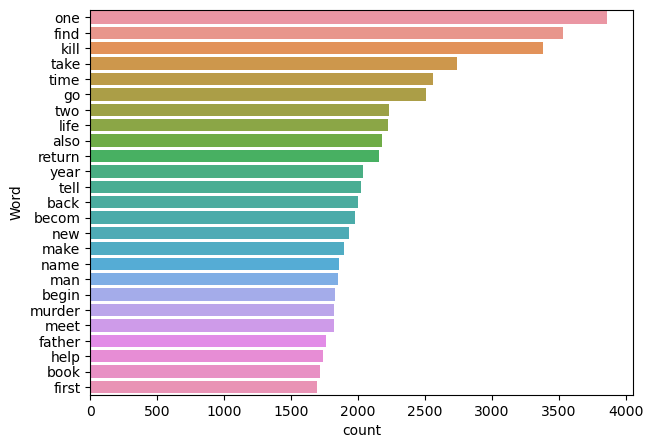 one
find
kill
take
time
go
two
life
also
return
year
tell
back
becom
new
make
name
man
begin
murder
meet
father
help
book
first
Word
0 500 1000 1500 2000 2500 3000 3500 4000
count